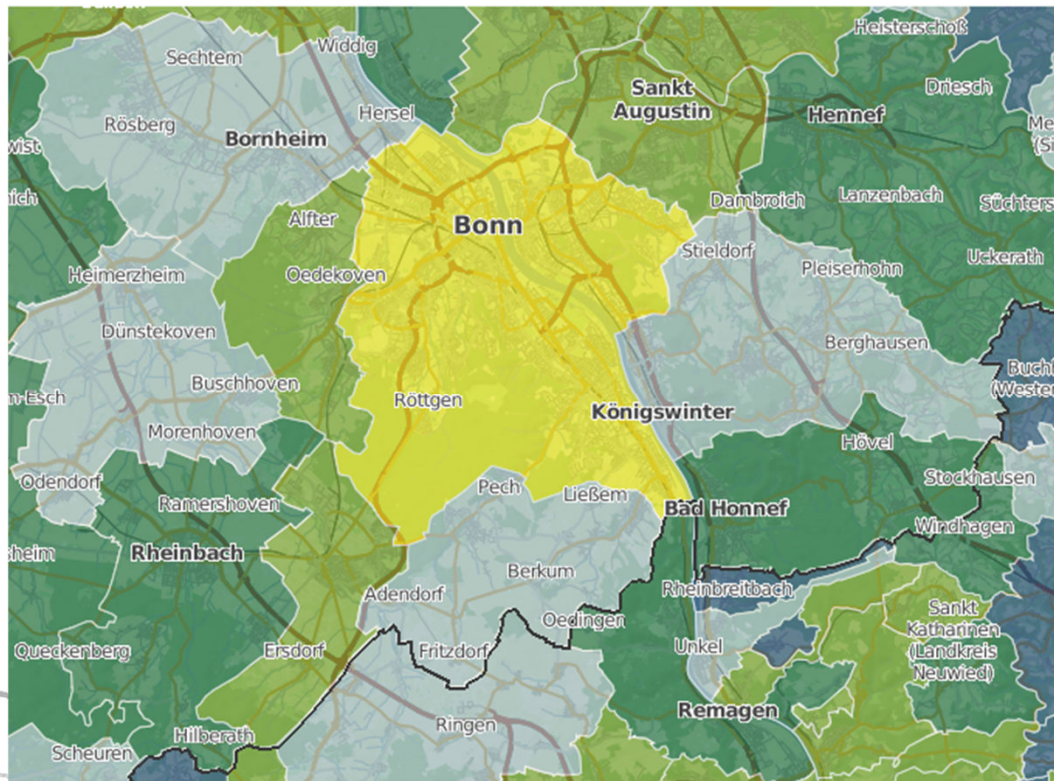 Heisterschoß
Widdig
Sechtem
Driesch
Sankt
Augustin
Hersel
Hennef
Rösberg
Bornheim
Lanzenbach
Dambroich
Alfter
Bonn
Stieldorf
Uckerath
Pleiserhohn
Heimerzheim
Oedekoven
Dünstekoven
Berghausen
Buschhoven
Röttgen
Königswinter
Morenhoven
Hövel
Odendorf
Pech
Ließem
Stockhausen
Ramershoven
Bad Honnef
Windhagen
Rheinbach
Berkum
Adendorf
Rheinbreitbach
Sankt
Katharinen
(Landkreis
Neuwied)
Oedingen
Queckenberg
Ersdorf
Fritzdorf
Unkel
Remagen
Ringen
Hilberath
Scheuren